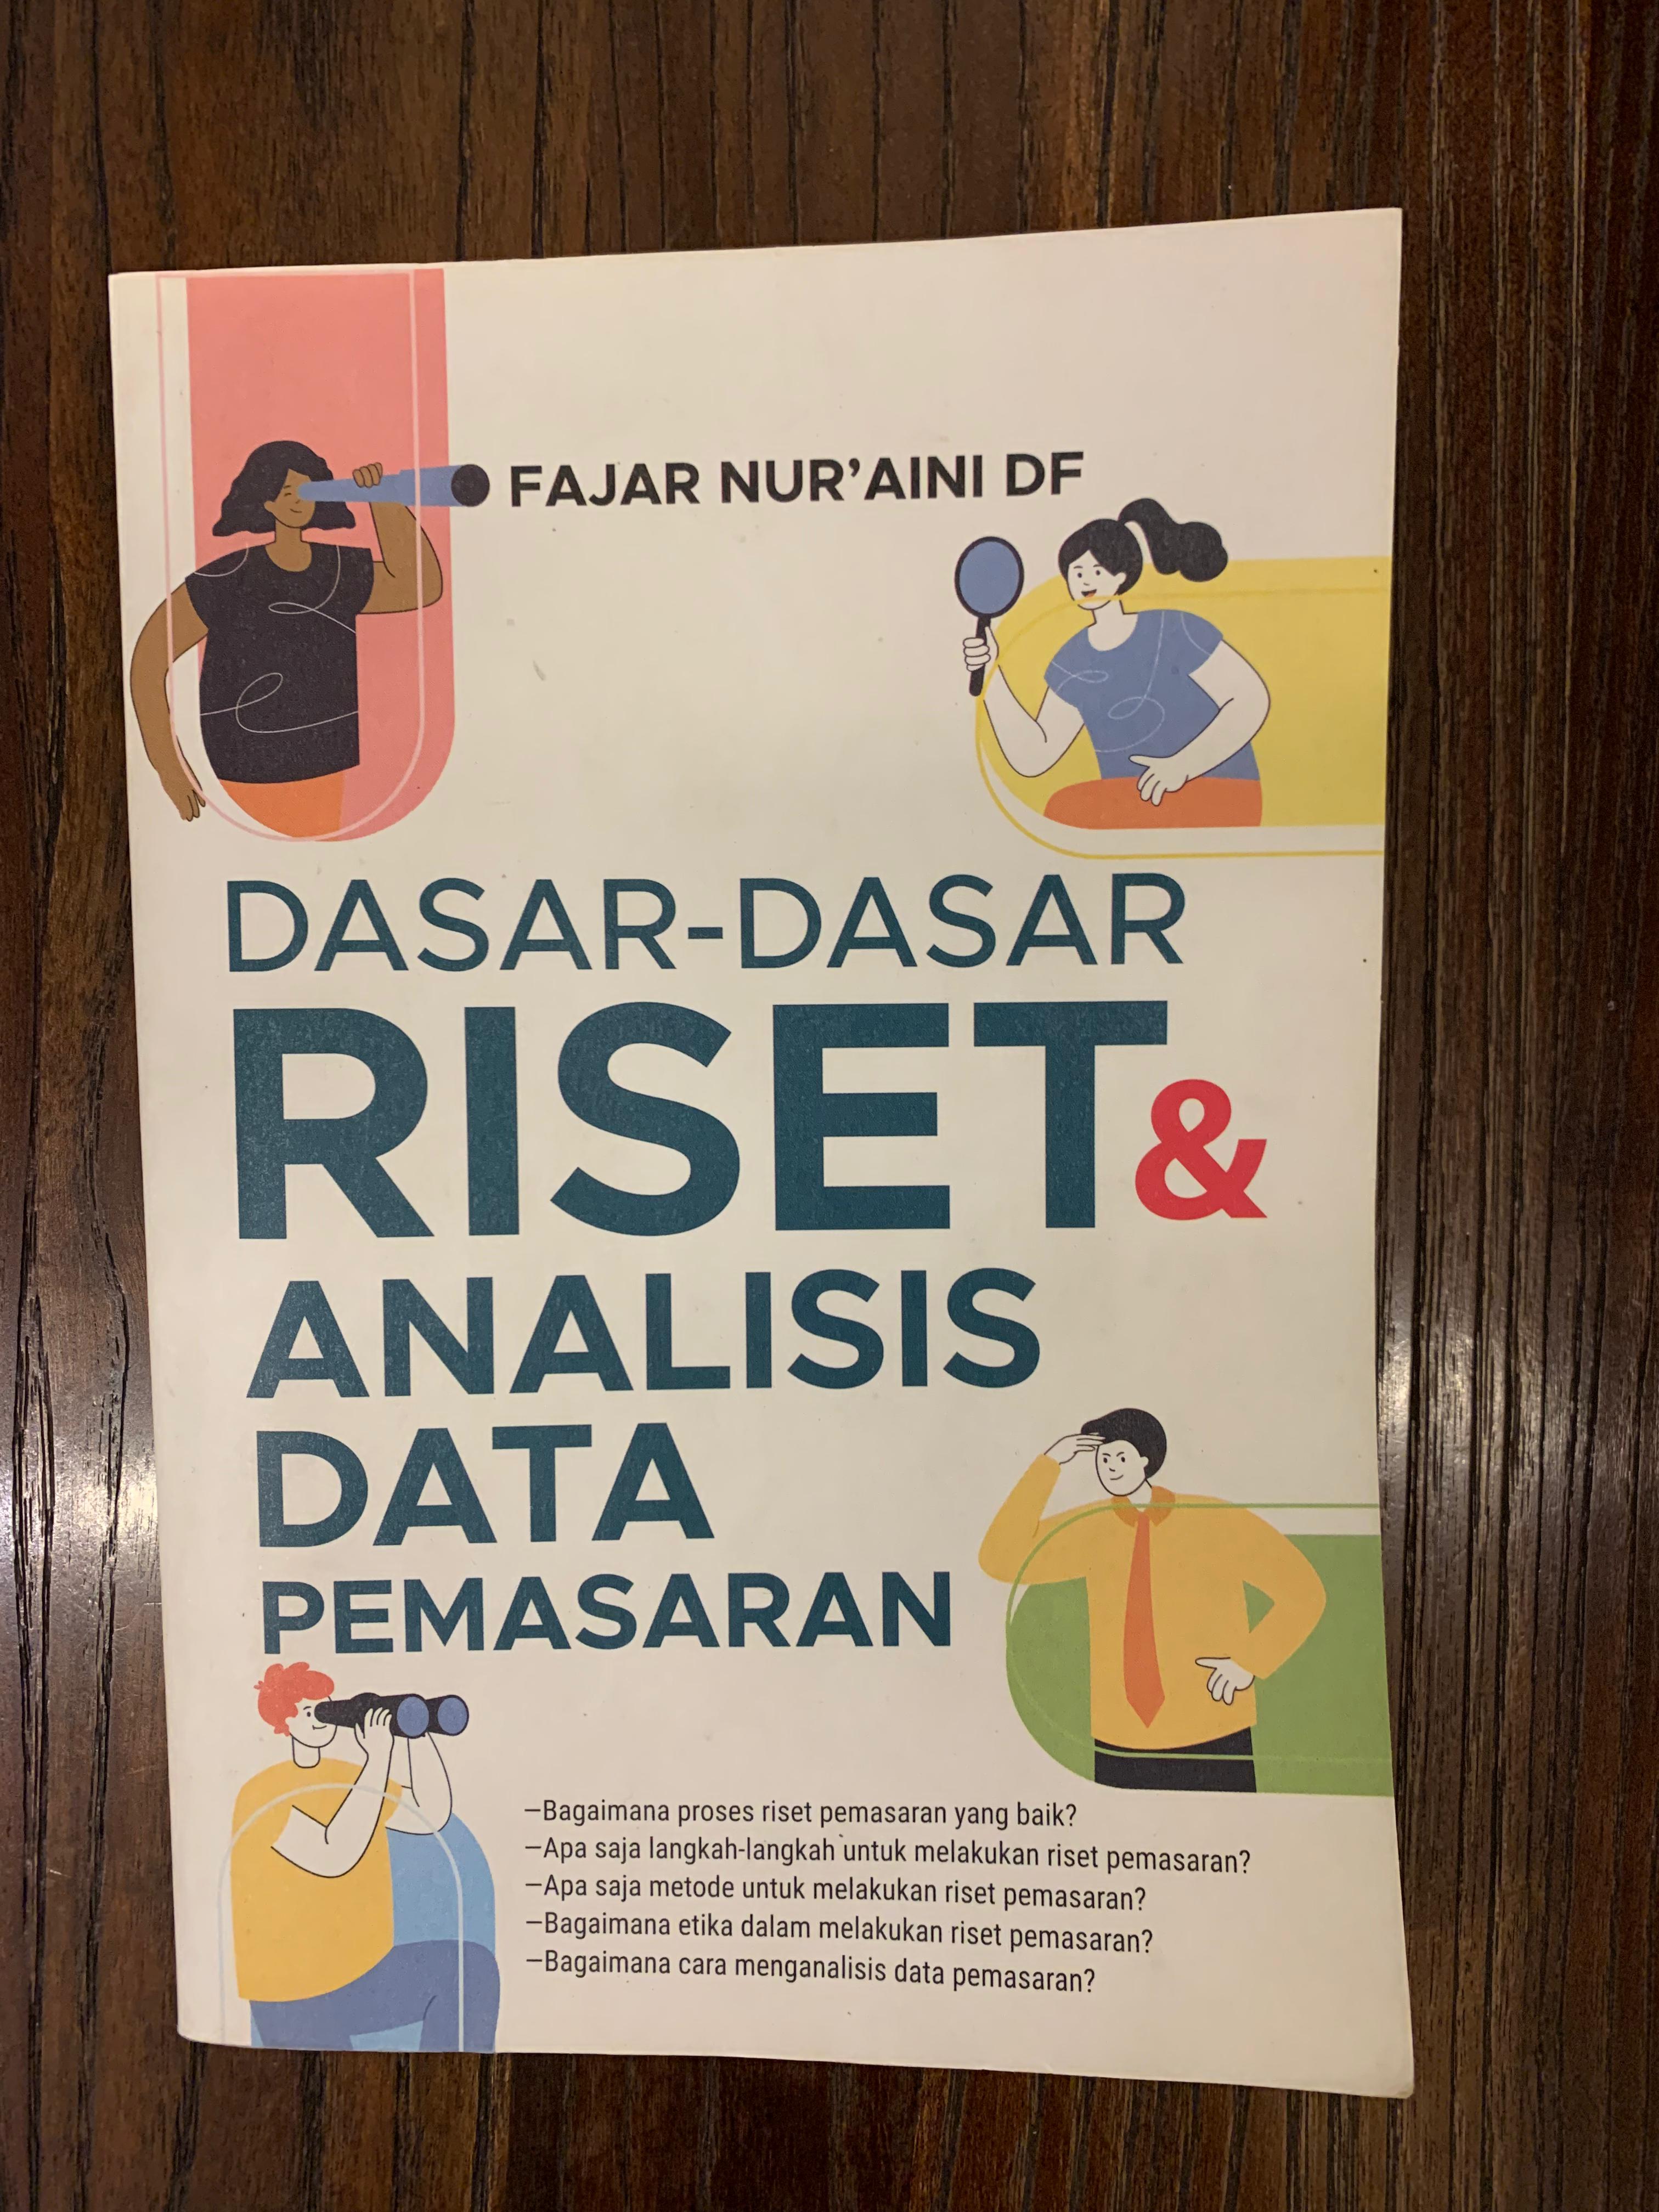 FAJAR NUR'AINI DF
DASAR-DASAR
RISET &
ANALISIS
DATA
PEMASARAN
–Bagaimana proses riset pemasaran yang baik?
–Apa saja langkah-langkah untuk melakukan riset pemasaran?
–Apa saja metode untuk melakukan riset pemasaran?
–Bagaimana etika dalam melakukan riset pemasaran?
–Bagaimana cara menganalisis data pemasaran?